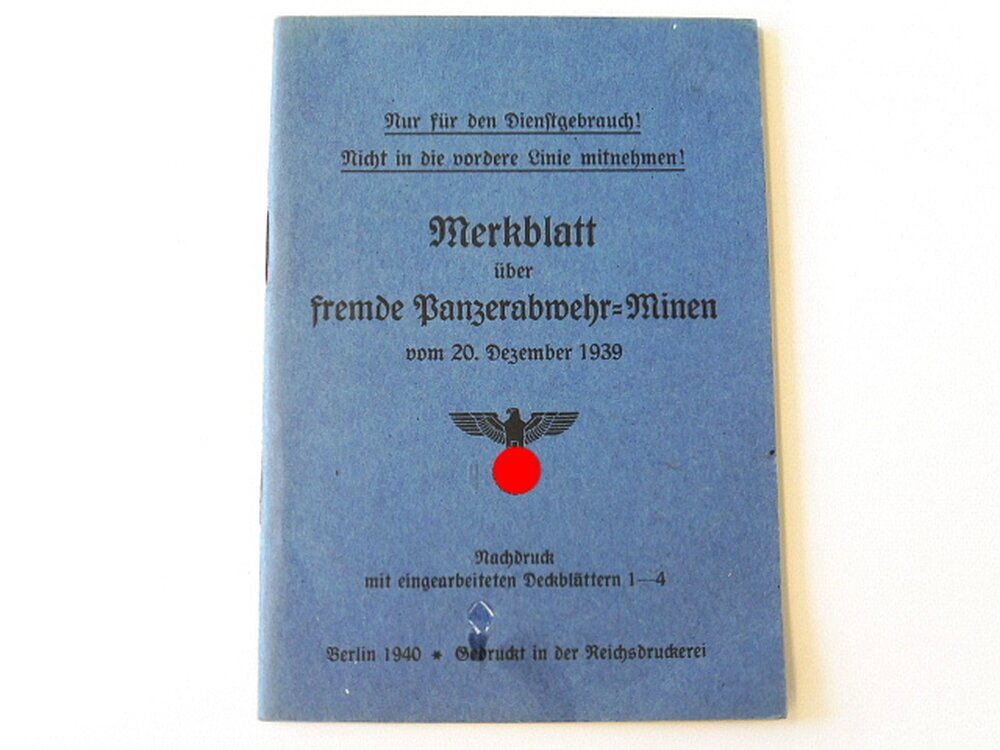 Nur für den Dienstgebrauch!
Nicht in die vordere Linie mitnehmen!
Merkblatt
über
fremde Panzerabwehr=Minen
vom 20. Dezember 1939
Nachdruck
mit eingearbeiteten Deckblättern 1—4
Berlin 1940 * Gedruckt in der Reichsdruckerei